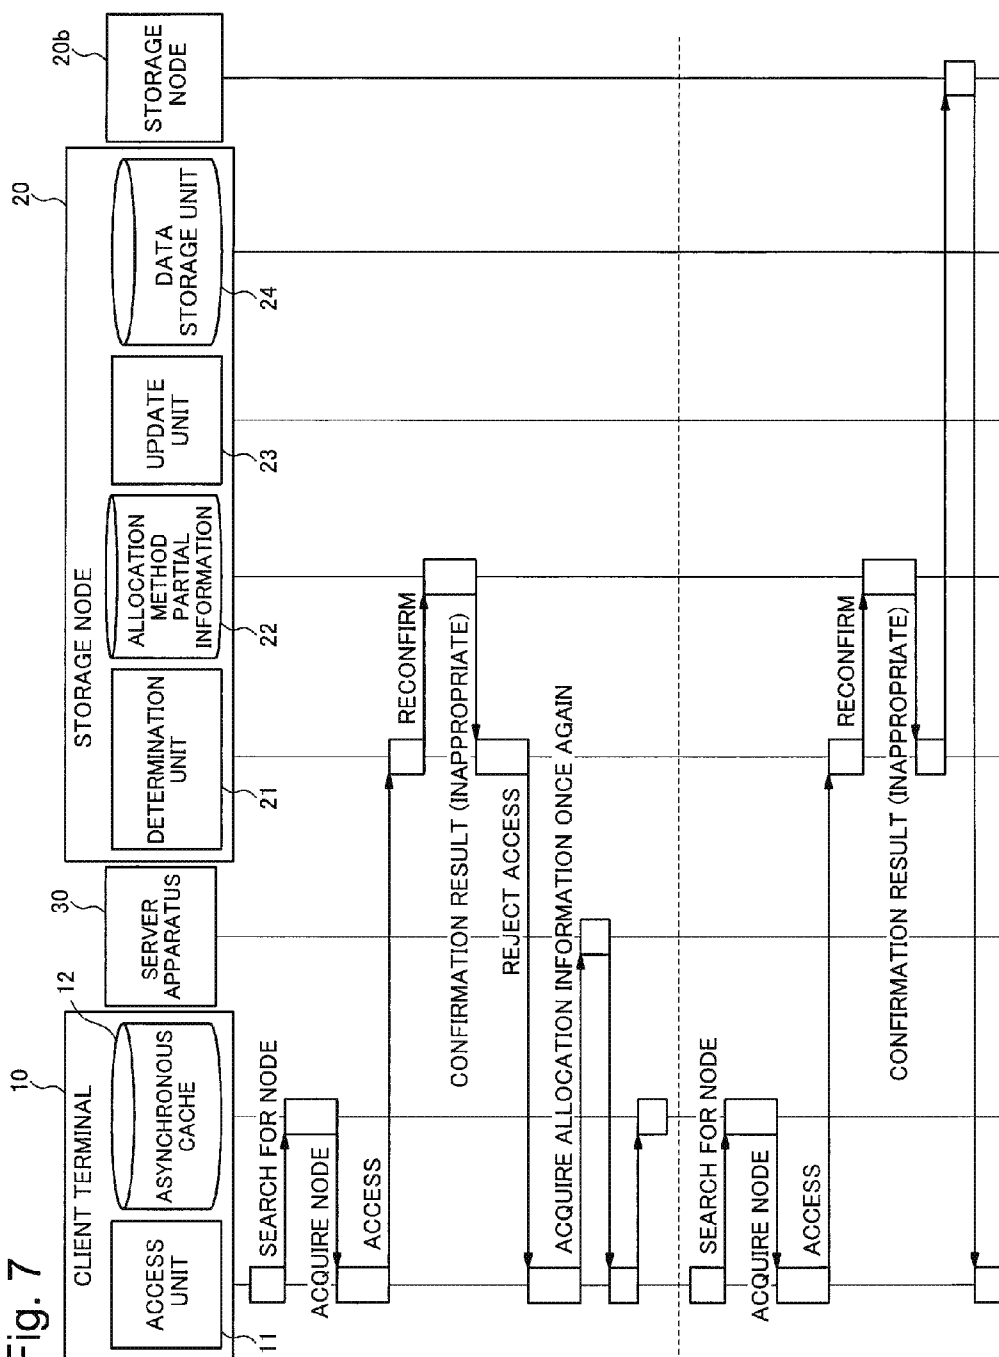 Fig. 7
CLIENT TERMINAL
10
ACCESS
UNIT
11
ASYNCHRONOUS
CACHE
12
SERVER
APPARATUS
30
STORAGE NODE
20
DETERMINATION
UNIT
21
ALLOCATION
METHOD
PARTIAL
INFORMATION
22
UPDATE
UNIT
23
DATA
STORAGE UNIT
24
STORAGE
NODE
20b
SEARCH FOR NODE
ACQUIRE NODE
ACCESS
RECONFIRM
CONFIRMATION RESULT (INAPPROPRIATE)
REJECT ACCESS
ACQUIRE ALLOCATION INFORMATION ONCE AGAIN
SEARCH FOR NODE
ACQUIRE NODE
ACCESS
RECONFIRM
CONFIRMATION RESULT (INAPPROPRIATE)